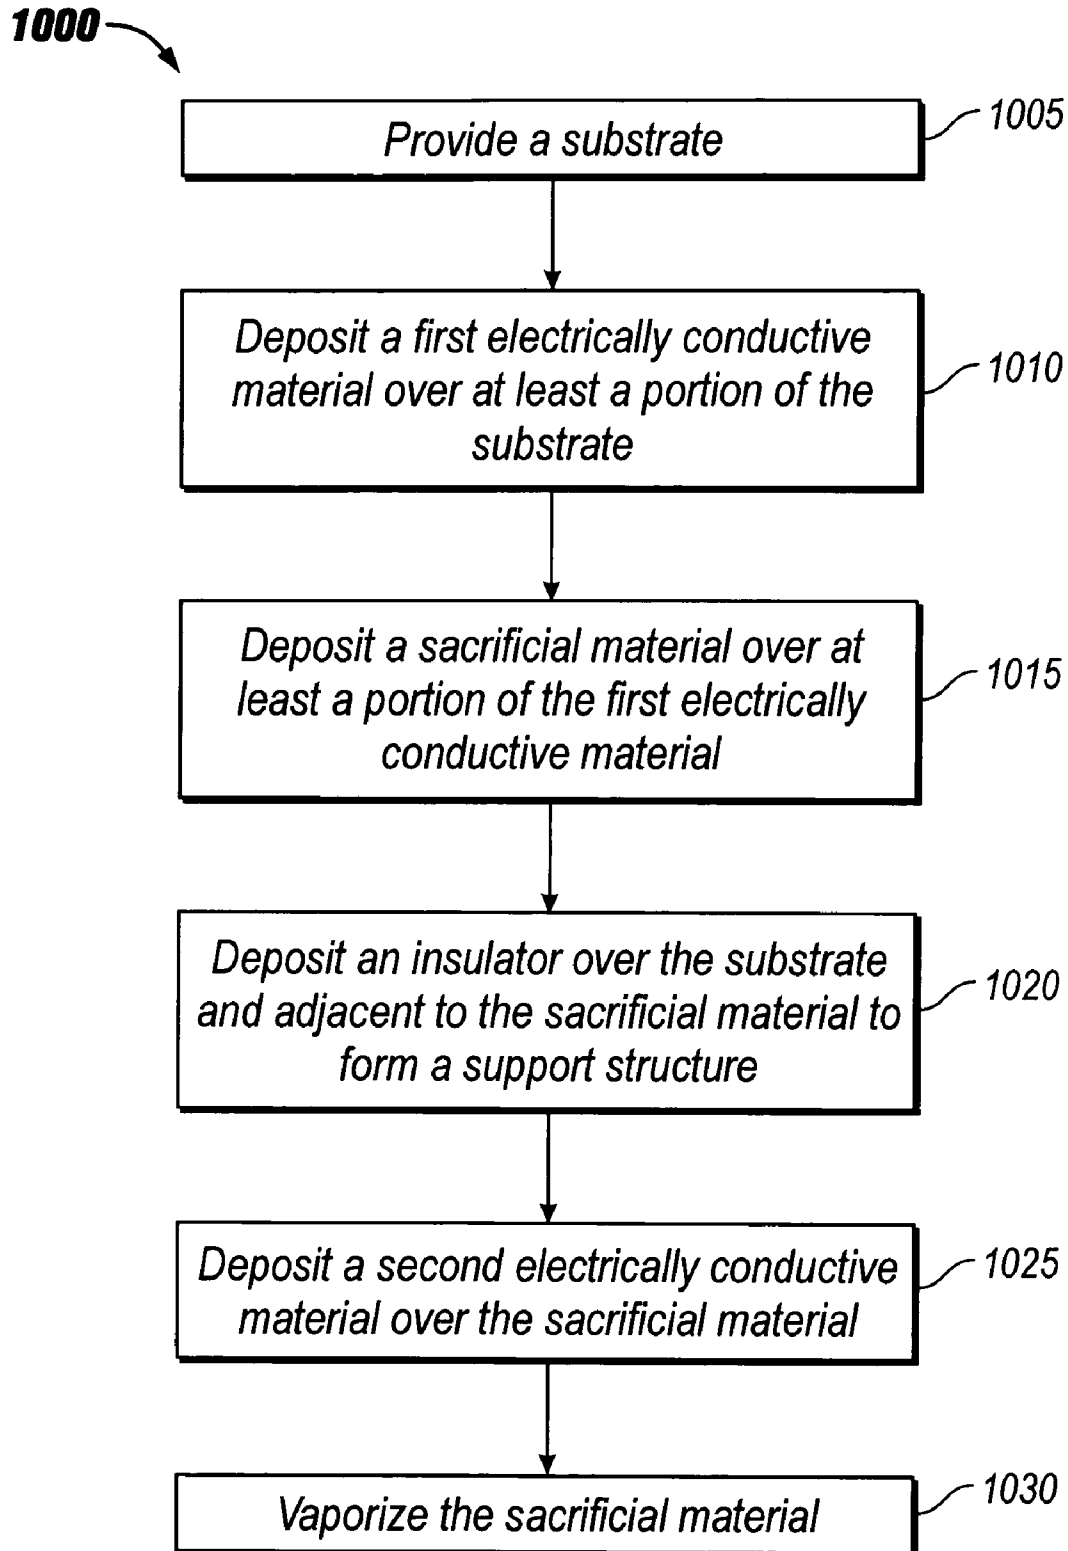 1000
Provide a substrate
1005
Deposit a first electrically conductive
material over at least a portion of the
substrate
1010
Deposit a sacrificial material over at
least a portion of the first electrically
conductive material
1015
Deposit an insulator over the substrate
and adjacent to the sacrificial material to
form a support structure
1020
Deposit a second electrically conductive
material over the sacrificial material
1025
Vaporize the sacrificial material
1030